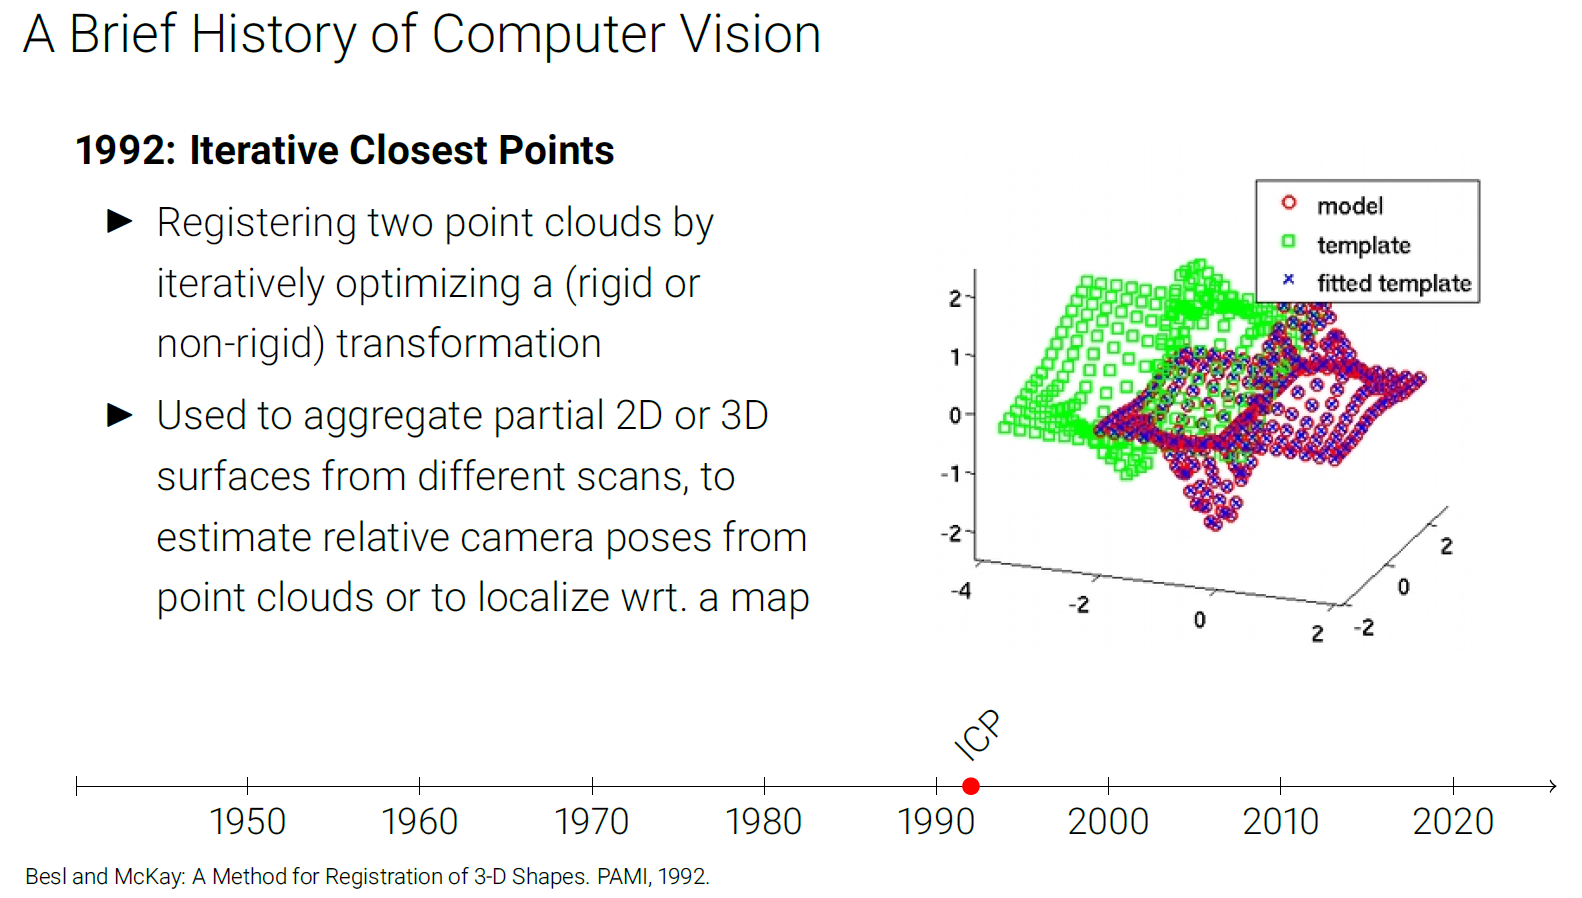 A Brief History of Computer Vision
1992: Iterative Closest Points
► Registering two point clouds by
iteratively optimizing a (rigid or
non-rigid) transformation
► Used to aggregate partial 2D or 3D
surfaces from different scans, to
estimate relative camera poses from
point clouds or to localize wrt. a map
model
template
fitted template
2
1
0
-1
-2
-4
-2
0
2
-2
0
2
ICP
1950 1960 1970 1980 1990 2000 2010 2020
Besl and McKay: A Method for Registration of 3-D Shapes. PAMI, 1992.